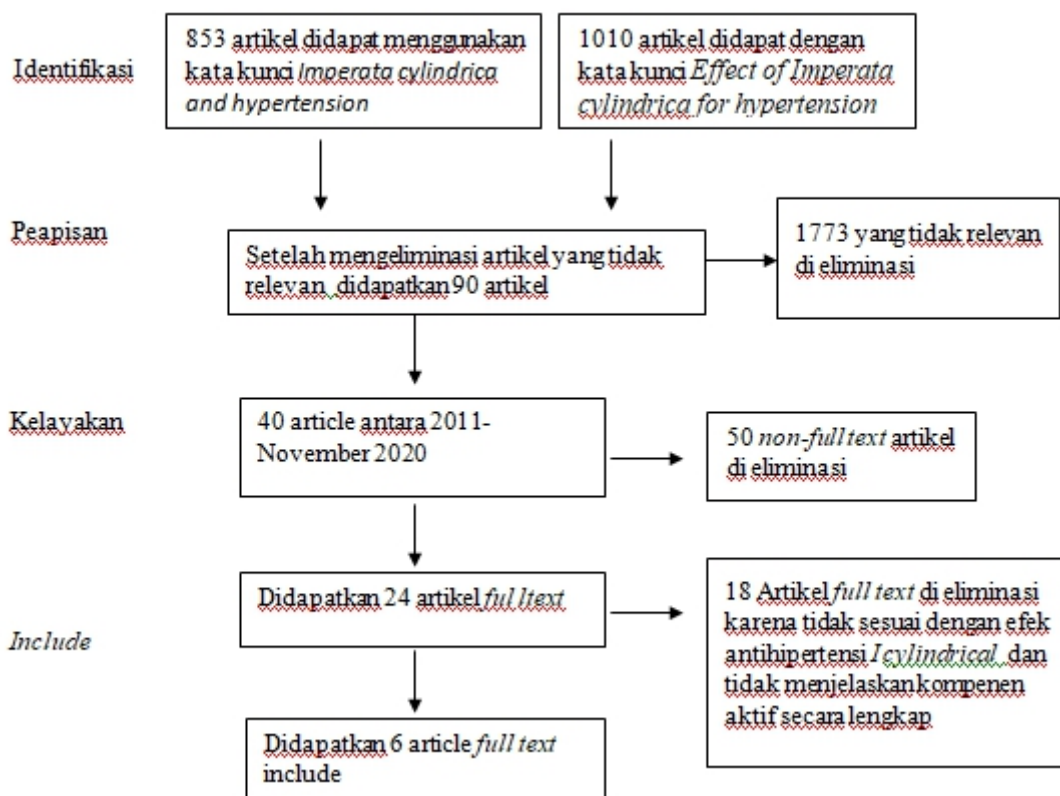 853 artikel didapat menggunakan
kata kunci Imperata cylindrica
and hypertension
1010 artikel didapat dengan
kata kunci Effect of Imperata
cylindrica for hypertension
Identifikasi
Peapisan
Setelah mengeliminasi artikel yang tidak
relevan didapatkan 90 artikel
1773 yang tidak relevan
di eliminasi
Kelayakan
40 article antara 2011-
November 2020
50 non-full text artikel
di eliminasi
Include
Didapatkan 24 artikel ful ltext
18 Artikel full text di eliminasi
karena tidak sesuai dengan efek
antihipertensi Icylindrical dan
tidak menjelaskan kompenen
aktif secara lengkap
Didapatkan 6 article full text
include